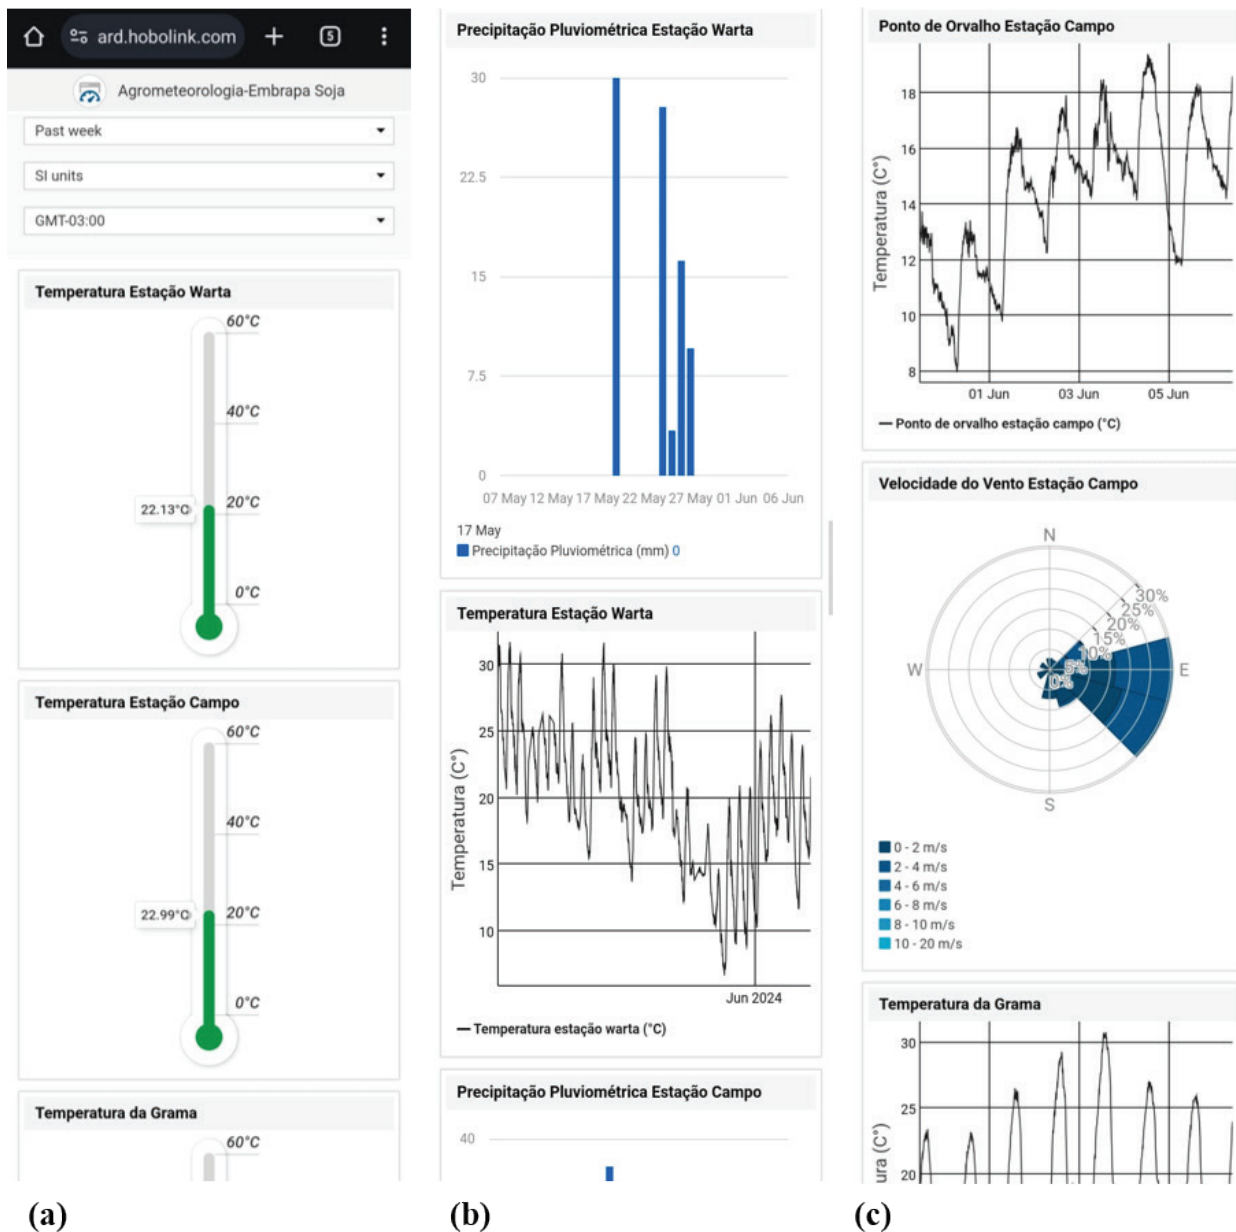 ard.hobolink.com
5
Agrometeorologia-Embrapa Soja
Past week
SI units
GMT-03:00
Temperatura Estação Warta
60°C
40°C
22.13°C
20°C
0°C
Temperatura Estação Campo
60°C
40°C
22.99°C
20°C
0°C
Temperatura da Grama
60°C
(a)
Precipitação Pluviométrica Estação Warta
30
22.5
15
7.5
0
07 May 12 May 17 May 22 May 27 May 01 Jun 06 Jun
17 May
Precipitação Pluviométrica (mm) 0
Temperatura Estação Warta
Temperatura (C°)
30
25
20
15
10
Jun 2024
Temperatura estação warta (°C)
Precipitação Pluviométrica Estação Campo
40
(b)
Ponto de Orvalho Estação Campo
Temperatura (C°)
18
16
14
12
10
8
01 Jun 03 Jun 05 Jun
Ponto de orvalho estação campo (°C)
Velocidade do Vento Estação Campo
N
30%
25%
20%
15%
10%
5%
0%
W
E
S
0 - 2 m/s
2 - 4 m/s
4 - 6 m/s
6 - 8 m/s
8 - 10 m/s
10 - 20 m/s
Temperatura da Grama
30
25
20
ura (C°)
(c)